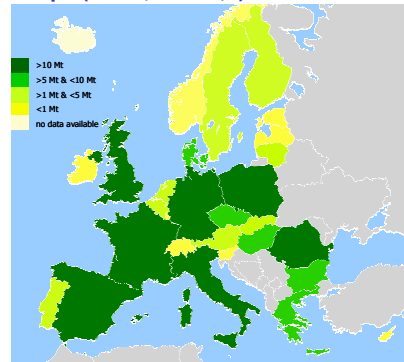 >10 Mt
>5 Mt & <10 Mt
>1 Mt & <5 Mt
<1 Mt
no data available